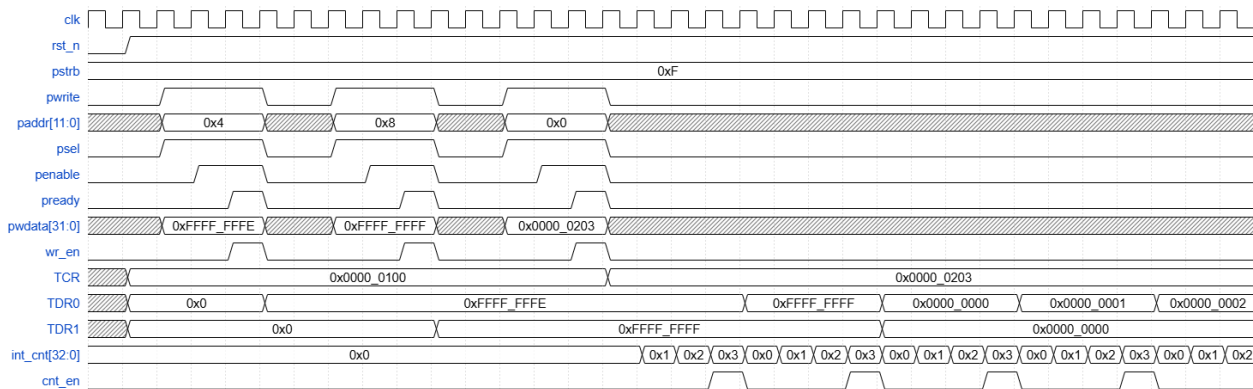 clk
rst_n
pstrb 0xF
pwrite
paddr[11:0] 0x4 0x8 0x0
psel
penable
pready
pwdata[31:0] 0xFFFF_FFFE 0xFFFF_FFFF 0x0000_0203
wr_en
TCR 0x0000_0100 0x0000_0203
TDR0 0x0 0xFFFF_FFFE 0xFFFF_FFFF 0x0000_0000 0x0000_0001 0x0000_0002
TDR1 0x0 0xFFFF_FFFF 0x0000_0000
int_cnt[32:0] 0x0 0x1 0x2 0x3 0x0 0x1 0x2 0x3 0x0 0x1 0x2 0x3 0x0 0x1 0x2 0x3 0x0 0x1 0x2
cnt_en